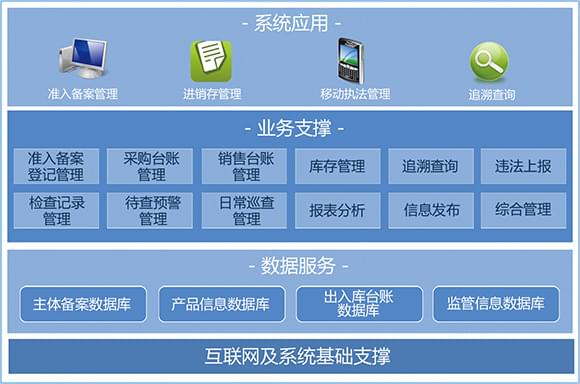 - 系统应用 -
准入备案管理
进销存管理
移动执法管理
追溯查询
- 业务支撑 -
准入备案
登记管理
采购台账
管理
销售台账
管理
库存管理
追溯查询
违法上报
检查记录
管理
待查预警
管理
日常巡查
管理
报表分析
信息发布
综合管理
- 数据服务 -
主体备案数据库
产品信息数据库
出入库台账
数据库
监管信息数据库
互联网及系统基础支撑